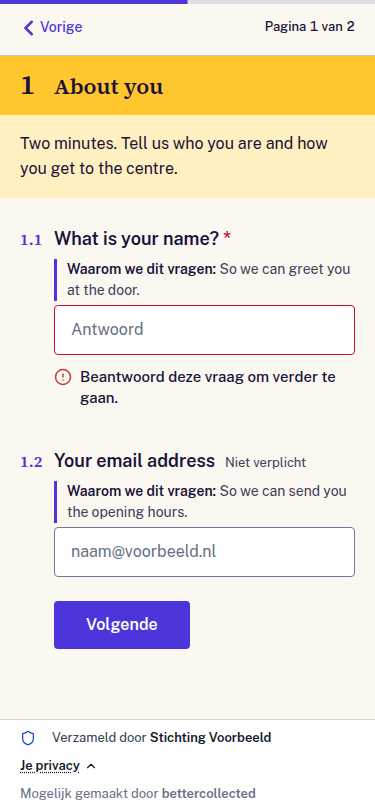 Vorige
Pagina 1 van 2
1 About you
Two minutes. Tell us who you are and how
you get to the centre.
1.1 What is your name? *
Waarom we dit vragen: So we can greet you
at the door.
Antwoord
Beantwoord deze vraag om verder te
gaan.
1.2 Your email address Niet verplicht
Waarom we dit vragen: So we can send you
the opening hours.
naam@voorbeeld.nl
Volgende
Verzameld door Stichting Voorbeeld
Je privacy
Mogelijk gemaakt door bettercollected